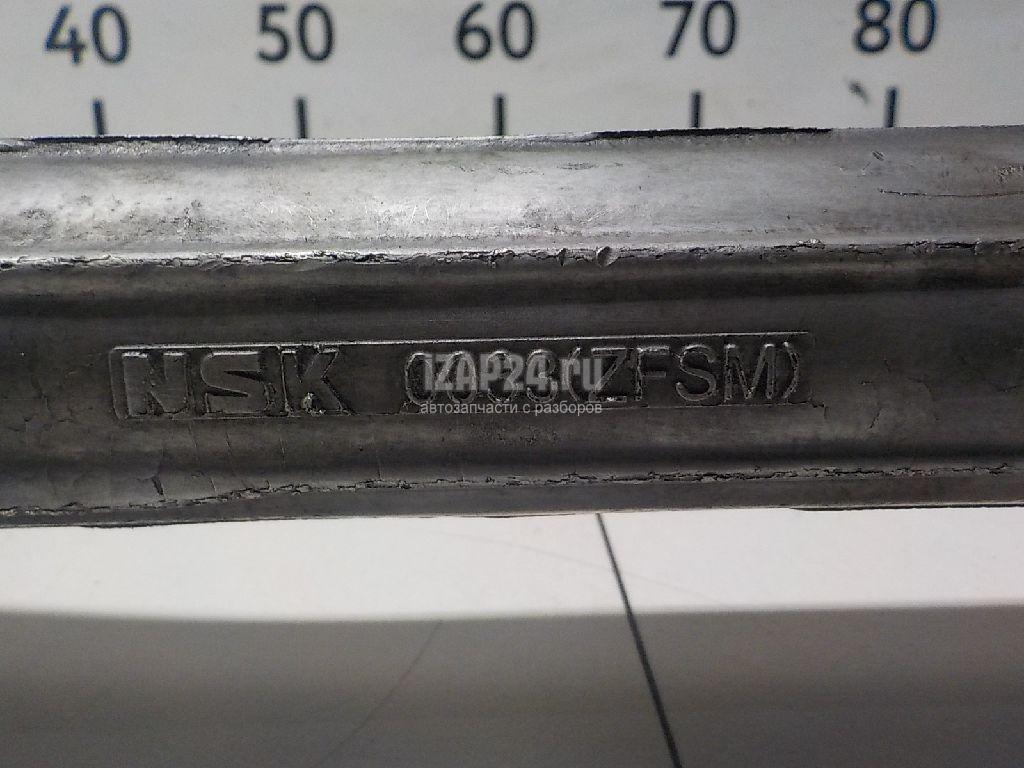 40 50 60 70 80
NSK (ZFSM)
iZAP24.ru
автозапчасти с разборов